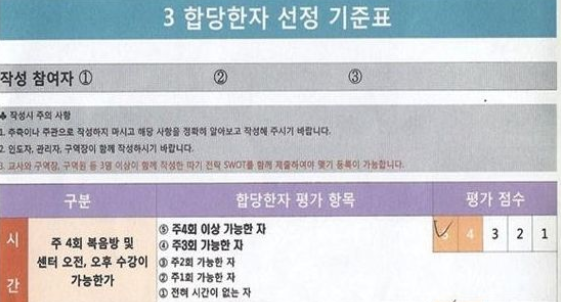 3 합당한자 선정 기준표
작성 참여자 ① ② ③
♣ 작성시 주의 사항
1. 추측이나 주관으로 작성하지 마시고 해당 사항을 정확히 알아보고 작성해 주시기 바랍니다.
2. 인도자, 관리자, 구역장이 함께 작성하시기 바랍니다.
3. 교사와 구역장, 구역원 등 3명 이상이 함께 작성한 따기 전략 SWOT를 함께 제출하여야 맺기 등록이 가능합니다.
구분 합당한자 평가 항목 평가 점수
시
간
주 4회 복음방 및
센터 오전, 오후 수강이
가능한가
⑤ 주4회 이상 가능한 자
④ 주3회 가능한 자
③ 주2회 가능한 자
② 주1회 가능한 자
① 전혀 시간이 없는 자
5 4 3 2 1